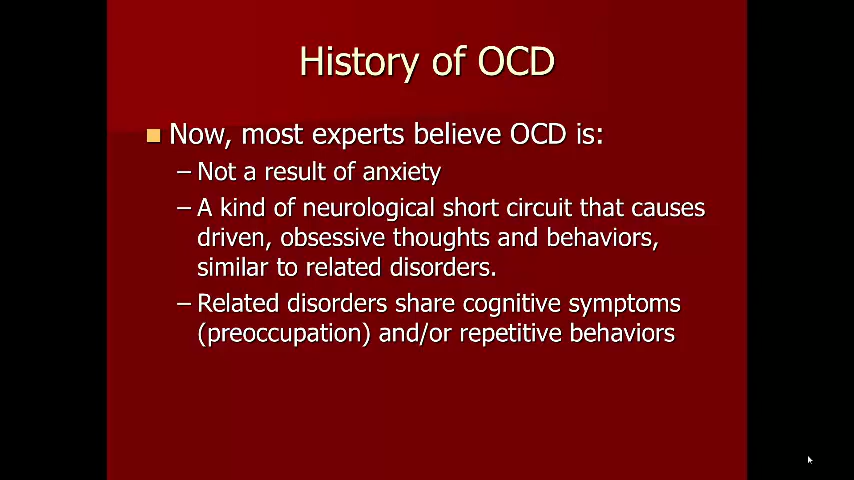 History of OCD
Now, most experts believe OCD is:
– Not a result of anxiety
– A kind of neurological short circuit that causes
driven, obsessive thoughts and behaviors,
similar to related disorders.
– Related disorders share cognitive symptoms
(preoccupation) and/or repetitive behaviors